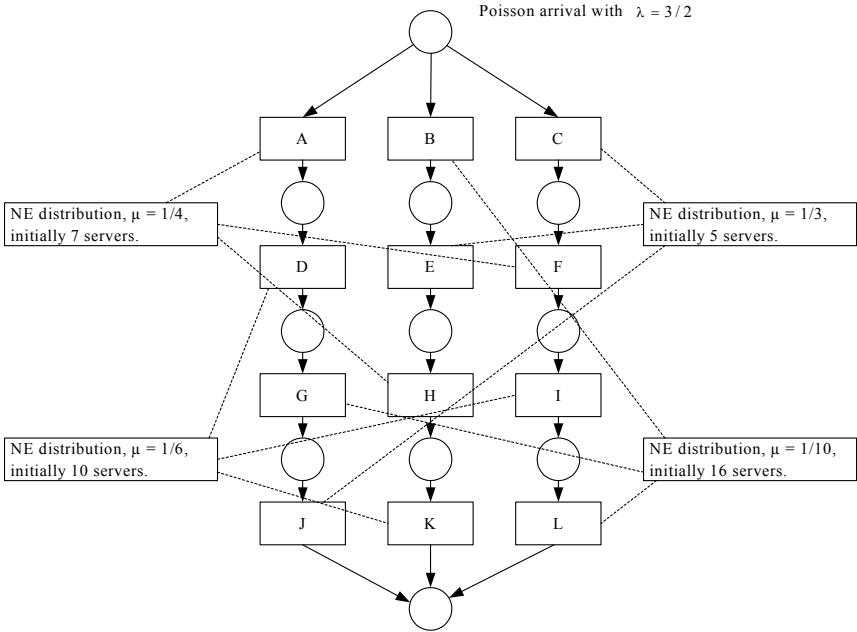 Poisson arrival with λ = 3 / 2
A
B
C
NE distribution, μ = 1/4,
initially 7 servers.
NE distribution, μ = 1/3,
initially 5 servers.
D
E
F
G
H
I
NE distribution, μ = 1/6,
initially 10 servers.
NE distribution, μ = 1/10,
initially 16 servers.
J
K
L